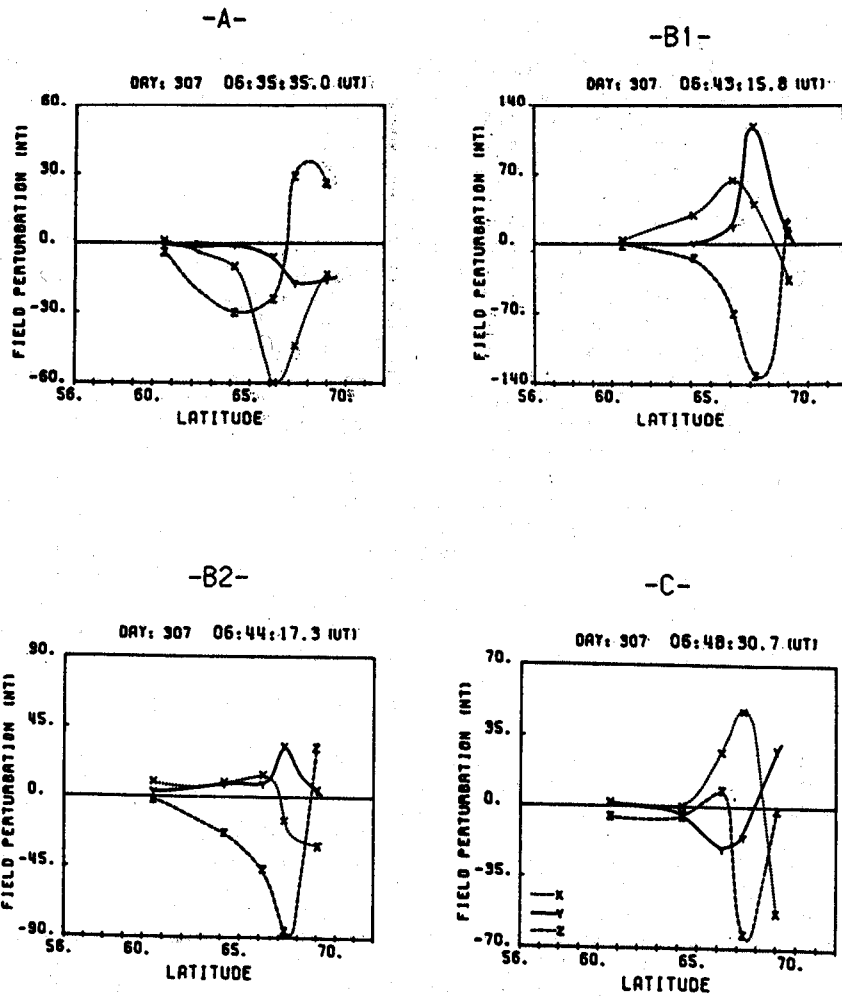 -A-
DAY: 307 06:35:35.0 (UT)
FIELD PERTURBATION (NT)
60.
30.
0.
-30.
-60.
56. 60. 65. 70.
LATITUDE
-B1-
DAY: 307 06:43:15.8 (UT)
FIELD PERTURBATION (NT)
140
70.
0.
-70.
-140.
56. 60. 65. 70.
LATITUDE
-B2-
DAY: 307 06:44:17.3 (UT)
FIELD PERTURBATION (NT)
90.
45.
0.
-45.
-90.
56. 60. 65. 70.
LATITUDE
-C-
DAY: 307 06:48:30.7 (UT)
FIELD PERTURBATION (NT)
70.
35.
0.
-35.
-70.
X
Y
Z
56. 60. 65. 70.
LATITUDE